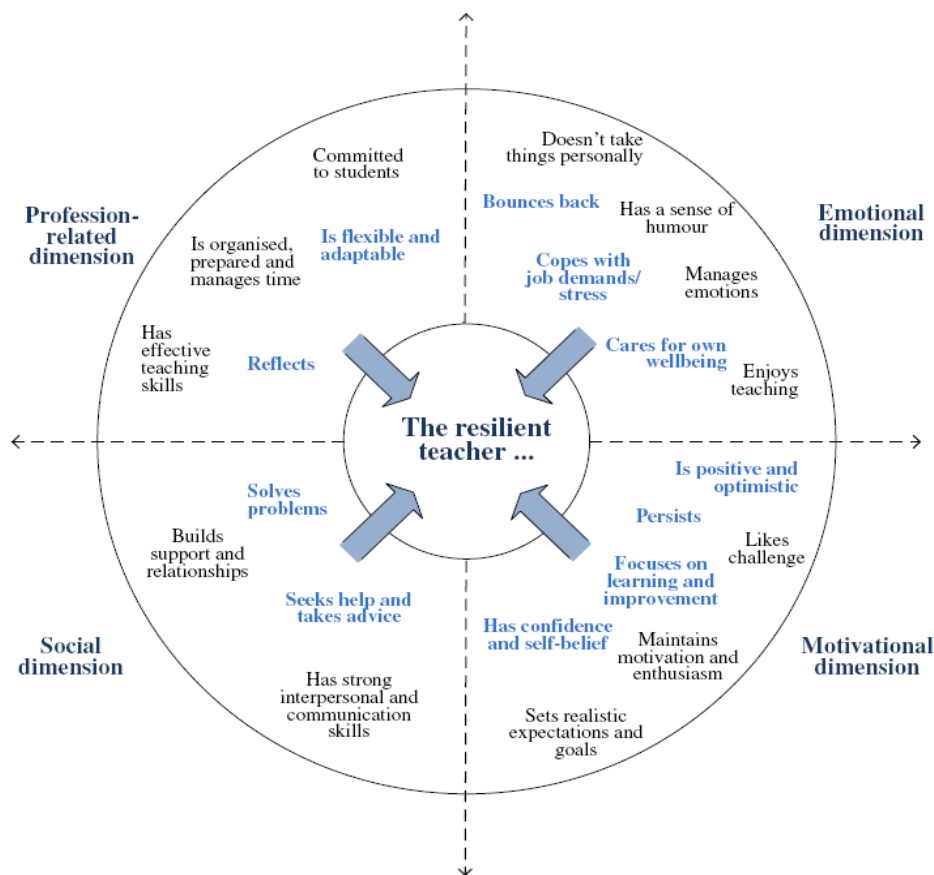 Profession-
related
dimension
Committed
to students
Is organised,
prepared and
manages time
Is flexible and
adaptable
Has
effective
teaching
skills
Reflects
Emotional
dimension
Doesn’t take
things personally
Bounces back
Has a sense of
humour
Copes with
job demands/
stress
Manages
emotions
Cares for own
wellbeing
Enjoys
teaching
The resilient
teacher ...
Social
dimension
Solves
problems
Builds
support and
relationships
Seeks help and
takes advice
Has strong
interpersonal and
communication
skills
Motivational
dimension
Is positive and
optimistic
Persists
Likes
challenge
Focuses on
learning and
improvement
Has confidence
and self-belief
Maintains
motivation and
enthusiasm
Sets realistic
expectations and
goals